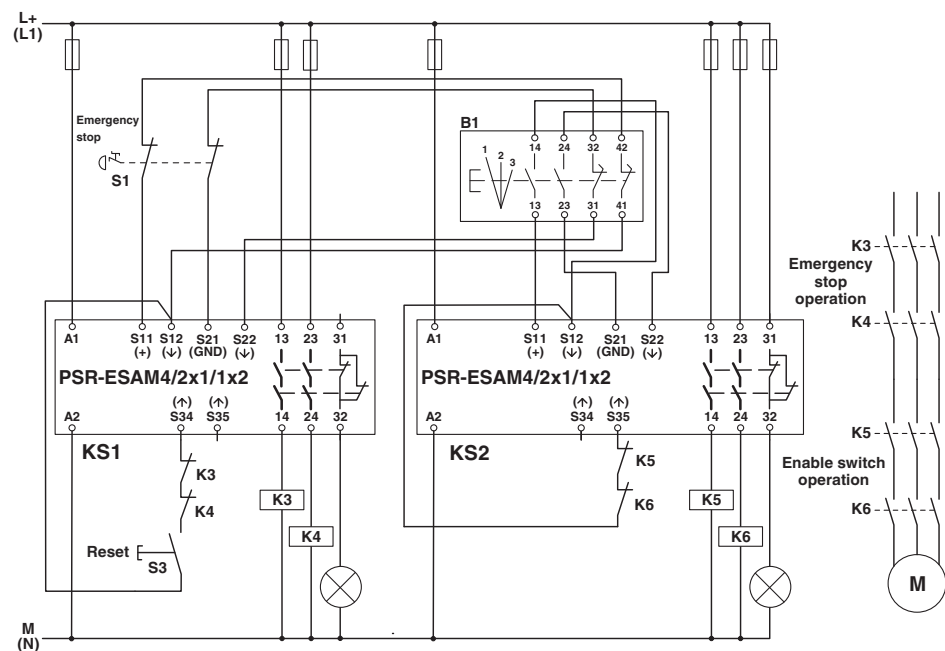 L+
(L1)
Emergency
stop
S1
B1
14 24 32 42
1 2 3
13 23 31 41
K3
Emergency
stop
operation
K4
A1 S11 S12 S21 S22 13 23 31
(+) (↓) (GND) (↓)
PSR-ESAM4/2x1/1x2
(↑) (↑)
A2 S34 S35 14 24 32
KS1
A1 S11 S12 S21 S22 13 23 31
(+) (↓) (GND) (↓)
PSR-ESAM4/2x1/1x2
(↑) (↑)
A2 S34 S35 14 24 32
KS2
K3
K4
Reset
S3
K3
K4
K5
K6
K5
K6
K5
Enable switch
operation
K6
M
M
(N)